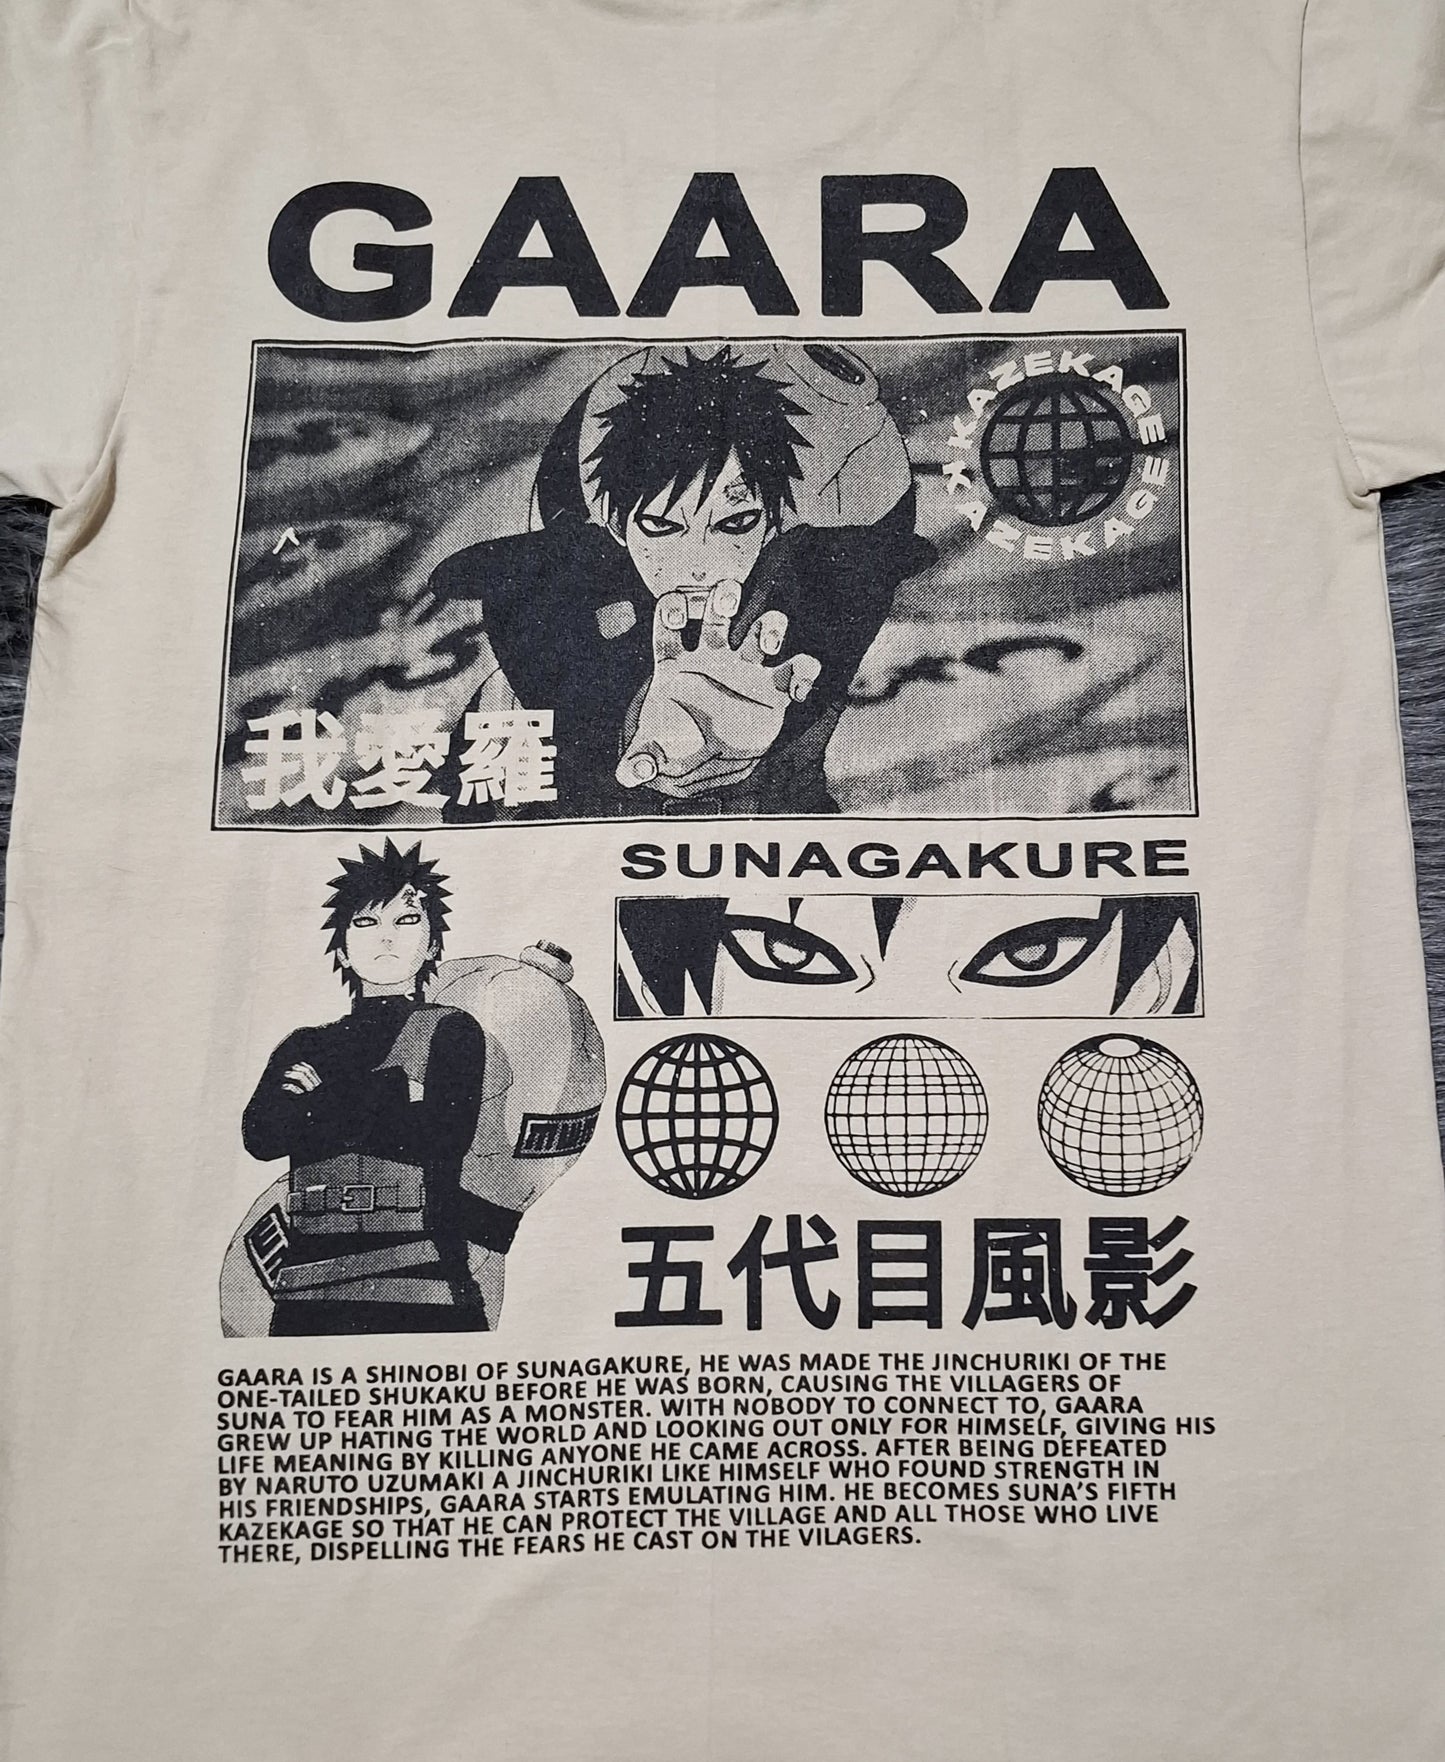 GAARA
KAZEKAGE KAZEKAGE
我愛羅
SUNAGAKURE
五代目風影
GAARA IS A SHINOBI OF SUNAGAKURE, HE WAS MADE THE JINCHURIKI OF THE
ONE-TAILED SHUKAKU BEFORE HE WAS BORN, CAUSING THE VILLAGERS OF
SUNA TO FEAR HIM AS A MONSTER. WITH NOBODY TO CONNECT TO, GAARA
GREW UP HATING THE WORLD AND LOOKING OUT ONLY FOR HIMSELF, GIVING HIS
LIFE MEANING BY KILLING ANYONE HE CAME ACROSS. AFTER BEING DEFEATED
BY NARUTO UZUMAKI A JINCHURIKI LIKE HIMSELF WHO FOUND STRENGTH IN
HIS FRIENDSHIPS, GAARA STARTS EMULATING HIM. HE BECOMES SUNA'S FIFTH
KAZEKAGE SO THAT HE CAN PROTECT THE VILLAGE AND ALL THOSE WHO LIVE
THERE, DISPELLING THE FEARS HE CAST ON THE VILAGERS.